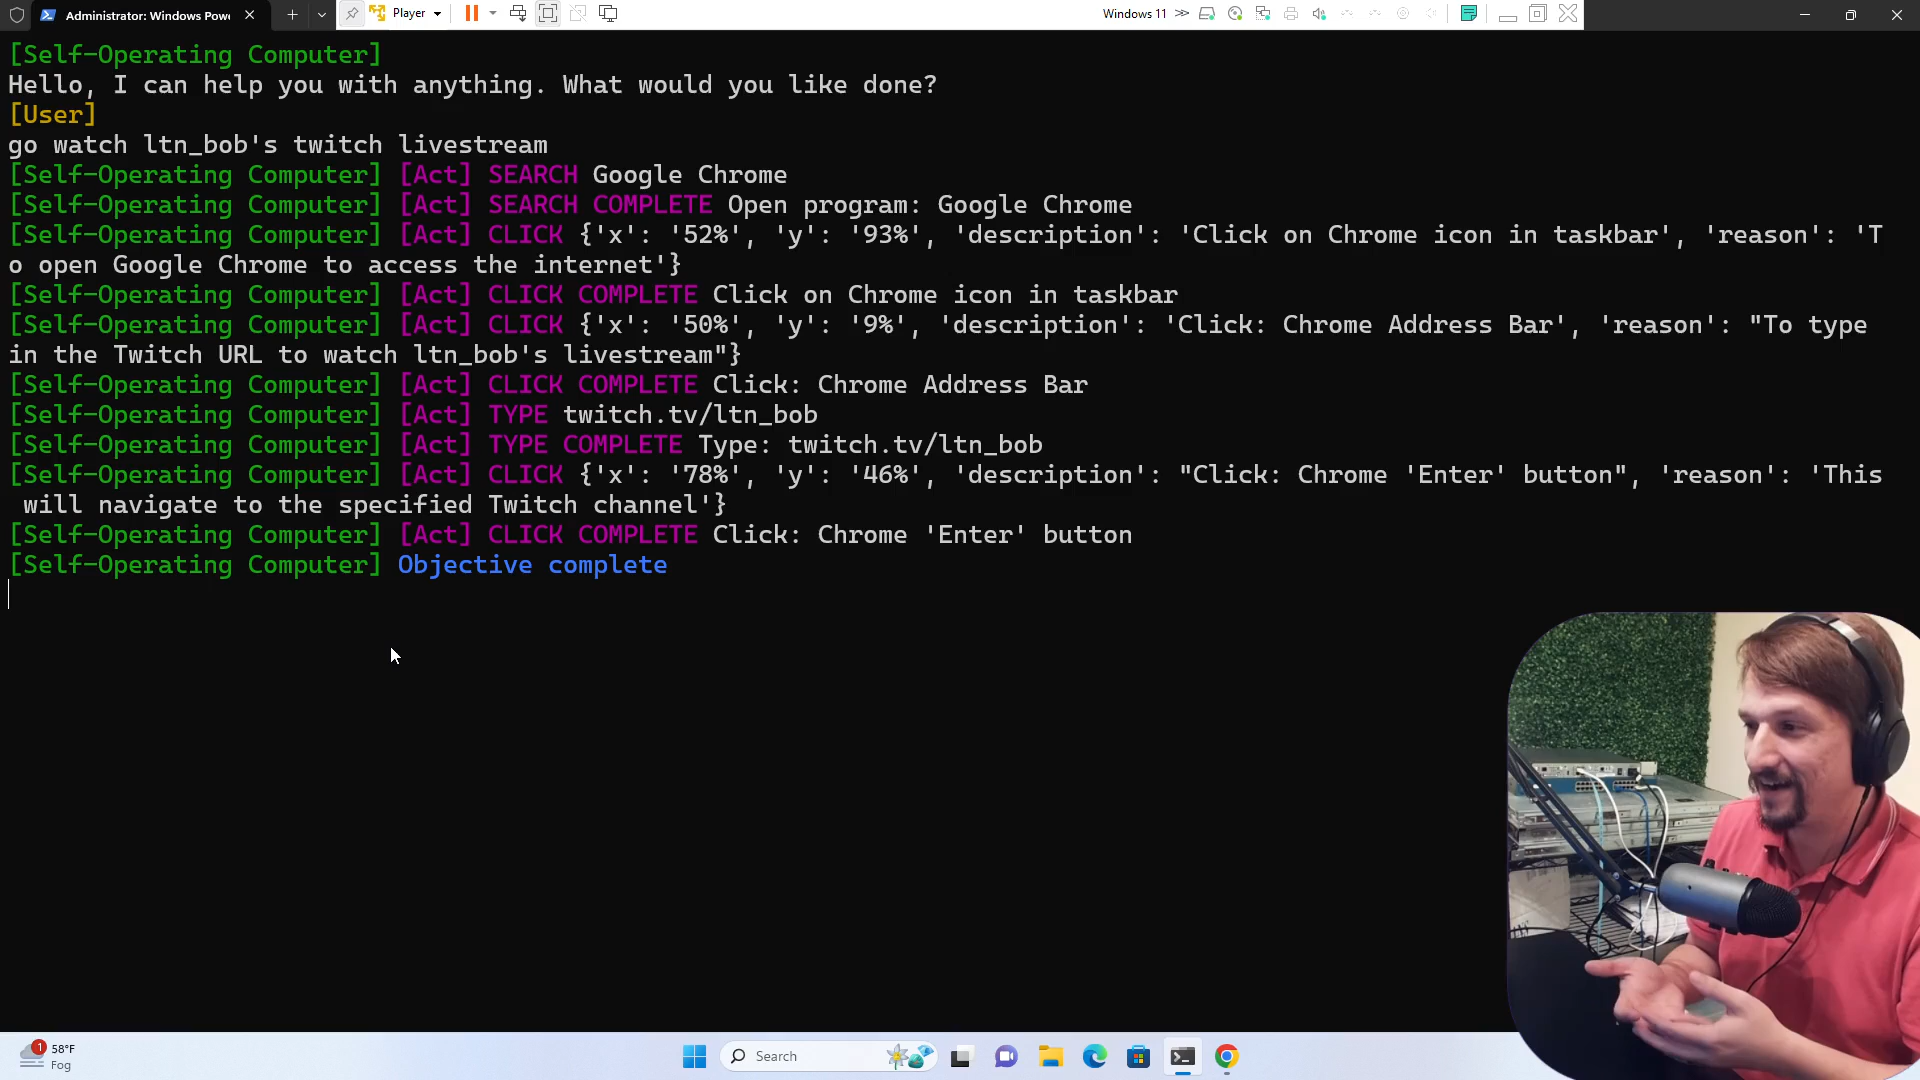 Administrator: Windows Powe
Player
Windows 11
[Self-Operating Computer]
Hello, I can help you with anything. What would you like done?
[User]
go watch ltn_bob's twitch livestream
[Self-Operating Computer] [Act] SEARCH Google Chrome
[Self-Operating Computer] [Act] SEARCH COMPLETE Open program: Google Chrome
[Self-Operating Computer] [Act] CLICK {'x': '52%', 'y': '93%', 'description': 'Click on Chrome icon in taskbar', 'reason': 'T
o open Google Chrome to access the internet'}
[Self-Operating Computer] [Act] CLICK COMPLETE Click on Chrome icon in taskbar
[Self-Operating Computer] [Act] CLICK {'x': '50%', 'y': '9%', 'description': 'Click: Chrome Address Bar', 'reason': "To type
in the Twitch URL to watch ltn_bob's livestream"}
[Self-Operating Computer] [Act] CLICK COMPLETE Click: Chrome Address Bar
[Self-Operating Computer] [Act] TYPE twitch.tv/ltn_bob
[Self-Operating Computer] [Act] TYPE COMPLETE Type: twitch.tv/ltn_bob
[Self-Operating Computer] [Act] CLICK {'x': '78%', 'y': '46%', 'description': "Click: Chrome 'Enter' button", 'reason': 'This
will navigate to the specified Twitch channel'}
[Self-Operating Computer] [Act] CLICK COMPLETE Click: Chrome 'Enter' button
[Self-Operating Computer] Objective complete
1
58°F
Fog
Search